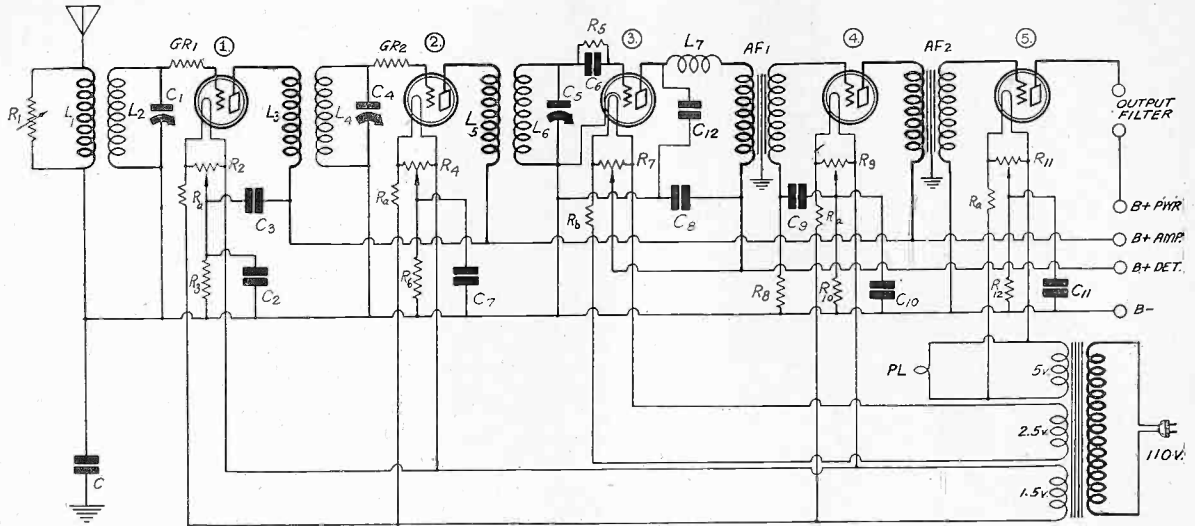 GR1
1.
GR2
2.
R5
3.
L7
AF1
4.
AF2
5.
R1
L1
L2
C1
L3
L4
C4
L5
L6
C5
C6
C12
OUTPUT
FILTER
R2
R4
R7
R9
R11
Ra
C3
Ra
Rb
C8
C9
Ra
Ra
B+ PWR
B+ AMP.
B+ DET.
R3
C2
R6
C7
R8
R10
C10
R12
C11
B-
PL
5v.
2.5v.
1.5v.
110V.
C